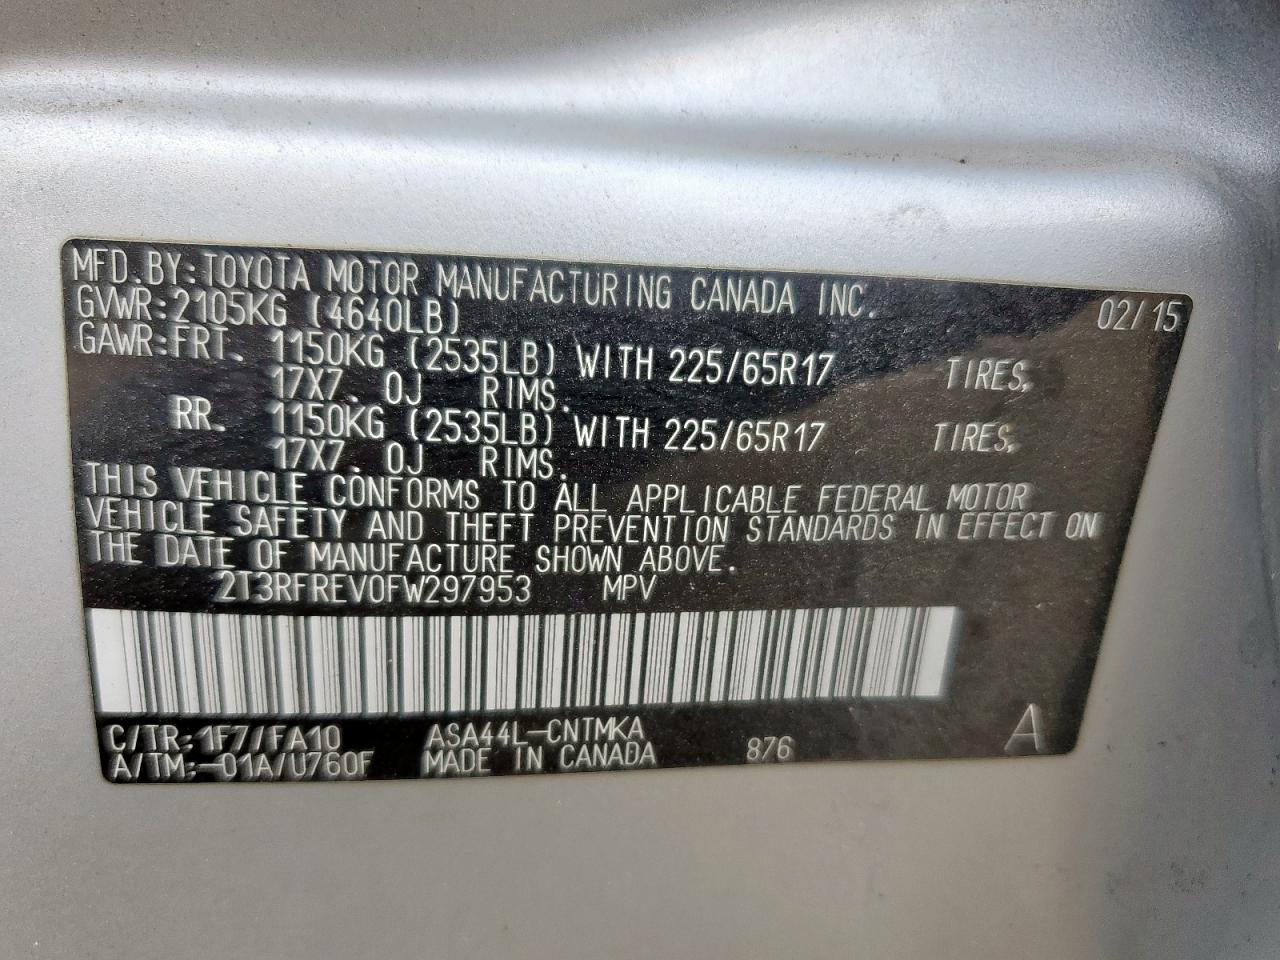 MFD. BY: TOYOTA MOTOR MANUFACTURING CANADA INC. 02/15
GVWR: 2105KG (4640LB)
GAWR: FRT. 1150KG (2535LB) WITH 225/65R17 TIRES,
17X7. 0J RIMS.
RR. 1150KG (2535LB) WITH 225/65R17 TIRES,
17X7. 0J RIMS.
THIS VEHICLE CONFORMS TO ALL APPLICABLE FEDERAL MOTOR
VEHICLE SAFETY AND THEFT PREVENTION STANDARDS IN EFFECT ON
THE DATE OF MANUFACTURE SHOWN ABOVE.
2T3RFREV0FW297953 MPV
C/TR: 1F7/FA10 ASA44L-CNTMKA 876 A
A/TM: -01A/U760F MADE IN CANADA